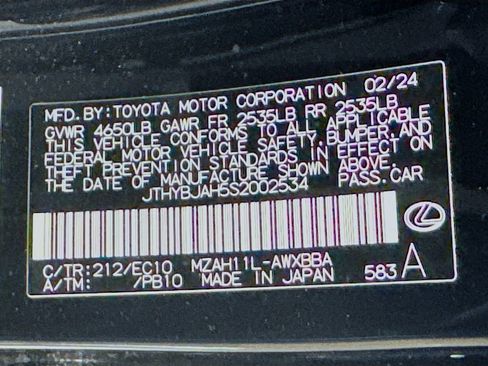 MFD.BY:TOYOTA MOTOR CORPORATION 02/24
GVWR 4650LB GAWR FR 2535LB RR 2535LB
THIS VEHICLE CONFORMS TO ALL APPLICABLE
FEDERAL MOTOR VEHICLE SAFETY,BUMPER,AND
THEFT PREVENTION STANDARDS IN EFFECT ON
THE DATE OF MANUFACTURE SHOWN ABOVE.
JTHYBJAH5S2002534 PASS.CAR
C/TR:212/EC10 MZAH11L-AWXBBA
A/TM: /PB10 MADE IN JAPAN 583 A